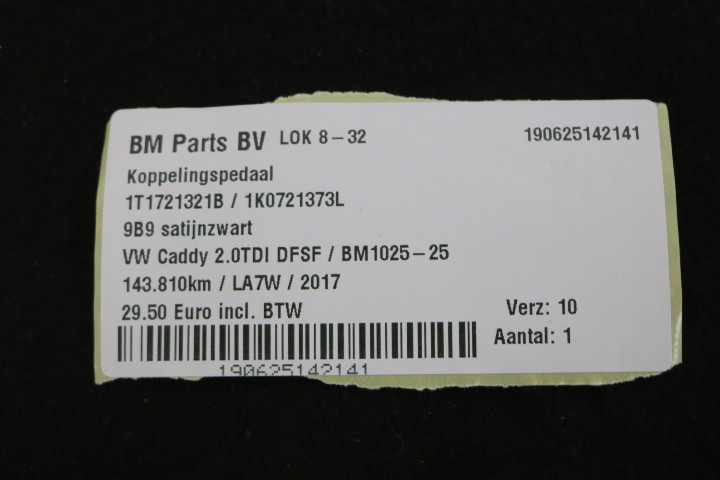 BM Parts BV LOK 8-32 190625142141
Koppelingspedaal
1T1721321B / 1K0721373L
9B9 satijnzwart
VW Caddy 2.0TDI DFSF / BM1025-25
143.810km / LA7W / 2017
29.50 Euro incl. BTW Verz: 10
Aantal: 1
190625142141